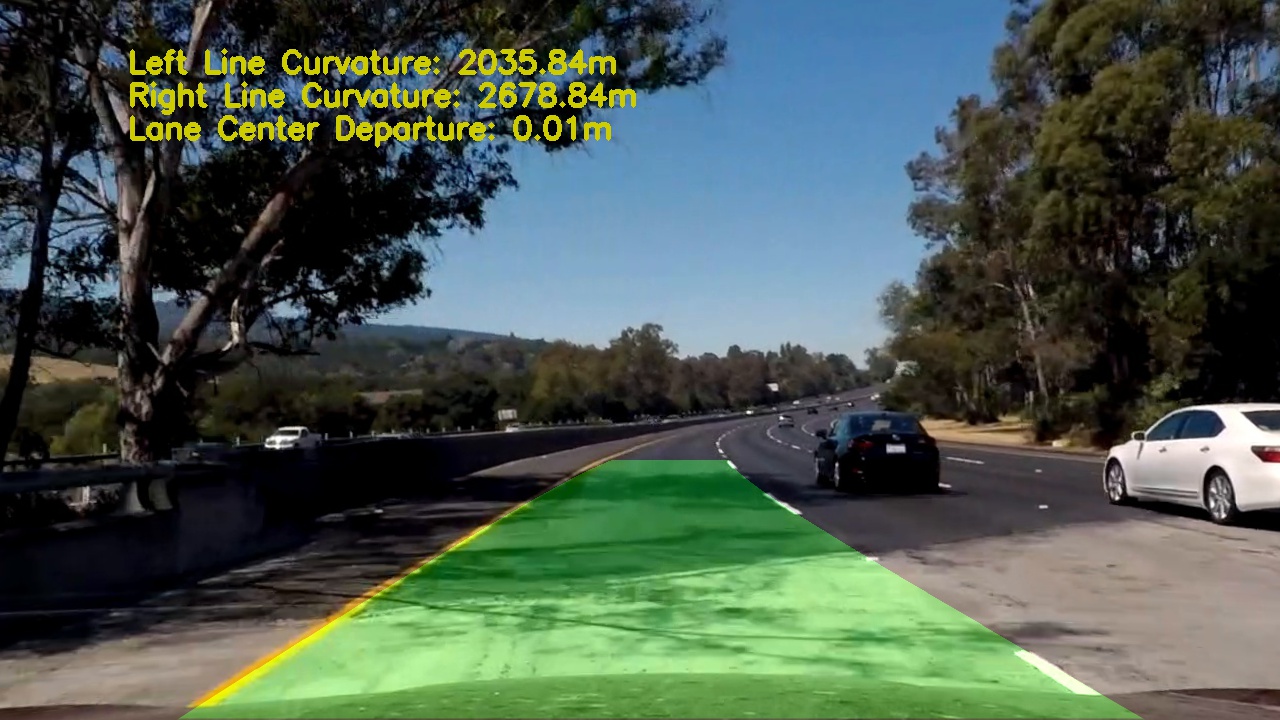 Left Line Curvature: 2035.84m
Right Line Curvature: 2678.84m
Lane Center Departure: 0.01m